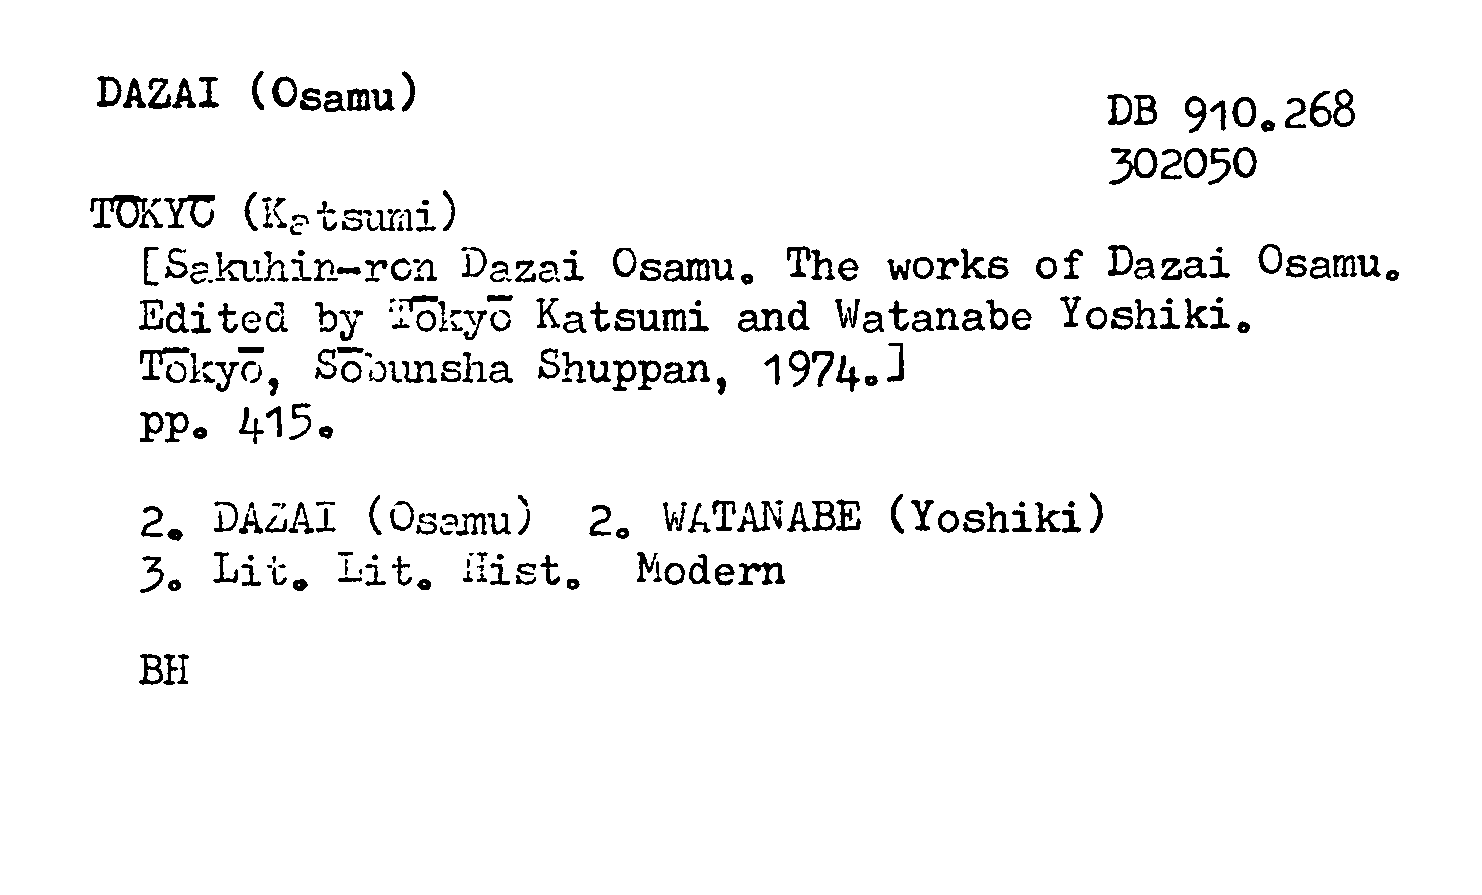 DAZAI (Osamu)
DB 910.268
302050
TŌKYŌ (Katsumi)
[Sakuhin-ron Dazai Osamu. The works of Dazai Osamu.
Edited by Tōkyō Katsumi and Watanabe Yoshiki.
Tōkyō, Sōbunsha Shuppan, 1974.]
pp. 415.
2. DAZAI (Osamu) 2. WATANABE (Yoshiki)
3. Lit. Lit. Hist. Modern
BH